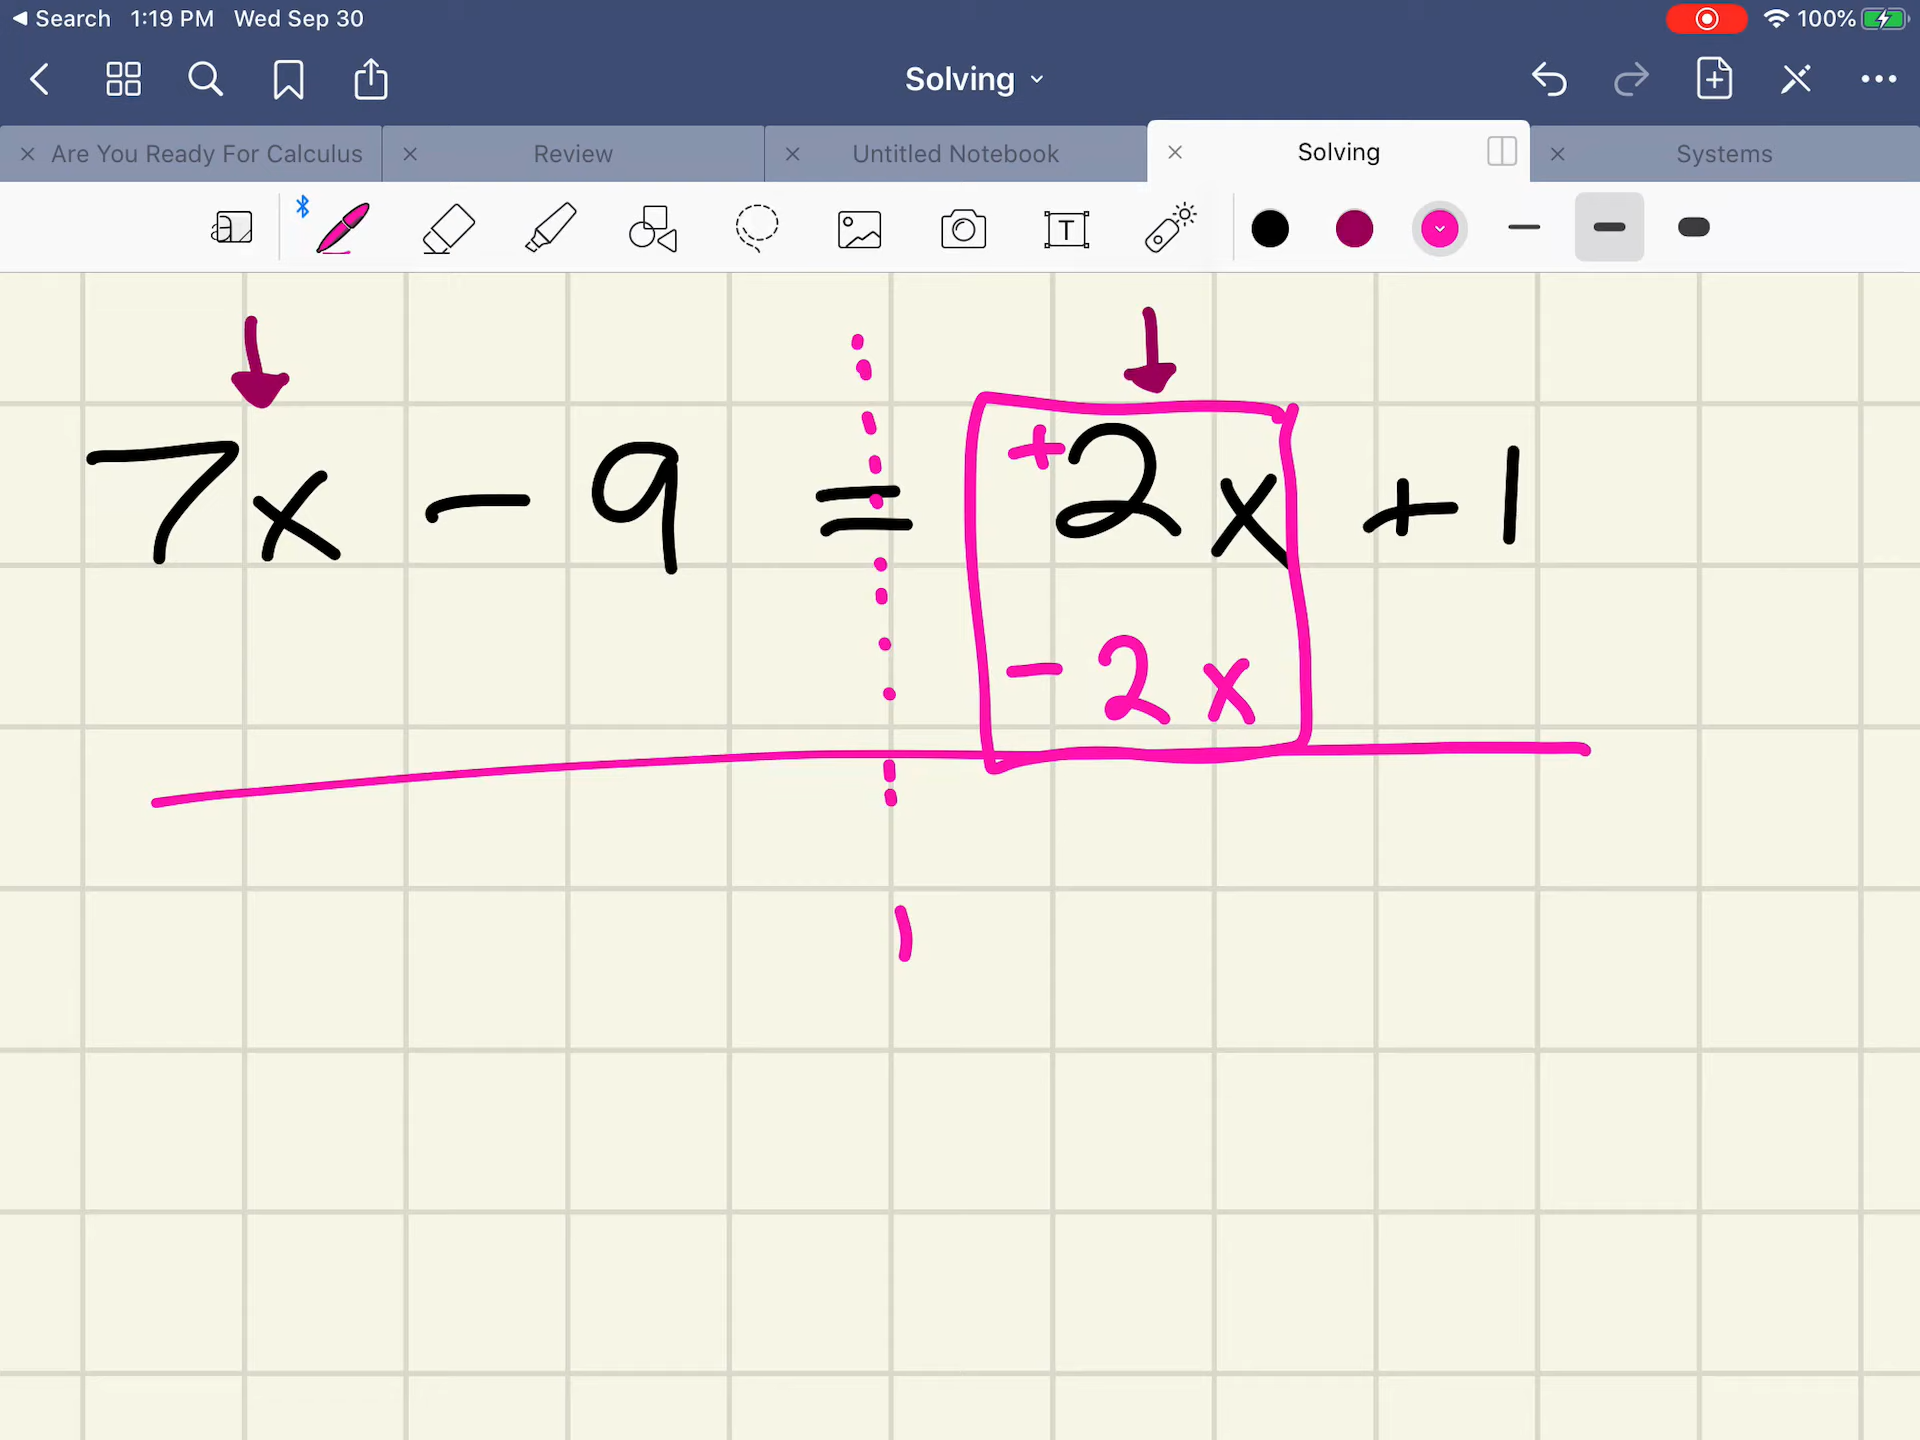 Search 1:19 PM Wed Sep 30 100%
Solving
Are You Ready For Calculus Review Untitled Notebook Solving Systems
T
7x - 9 = +2x + 1
- 2x